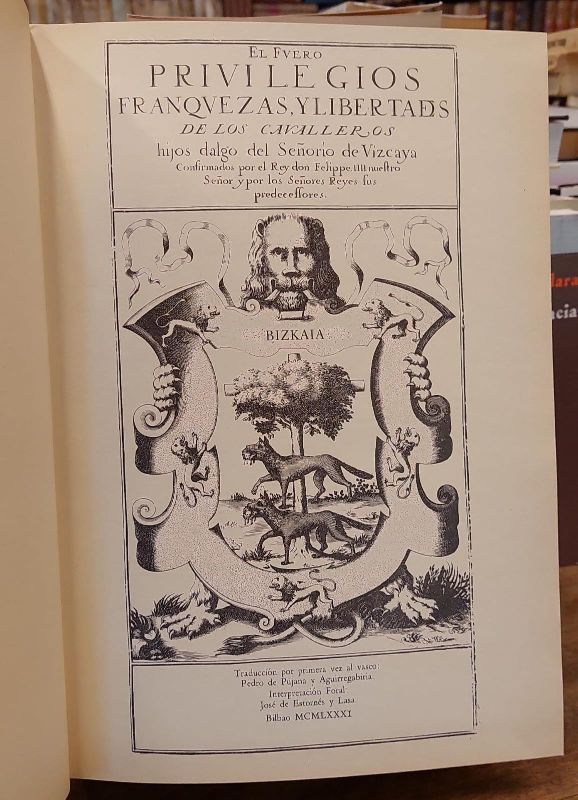 EL FVERO
PRIVILEGIOS
FRANQVEZAS, Y LIBERTADES
DE LOS CAVALLEROS
hijos dalgo del Señorio de Vizcaya
Confirmados por el Rey don Felippe IIII nuestro
Señor y por los Señores Reyes sus
predecessores.
BIZKAIA
Traducción por primera vez al vasco:
Pedro de Pujana y Aguirregabiria.
Interpretación Foral:
José de Estornés y Lasa
Bilbao MCMLXXXI